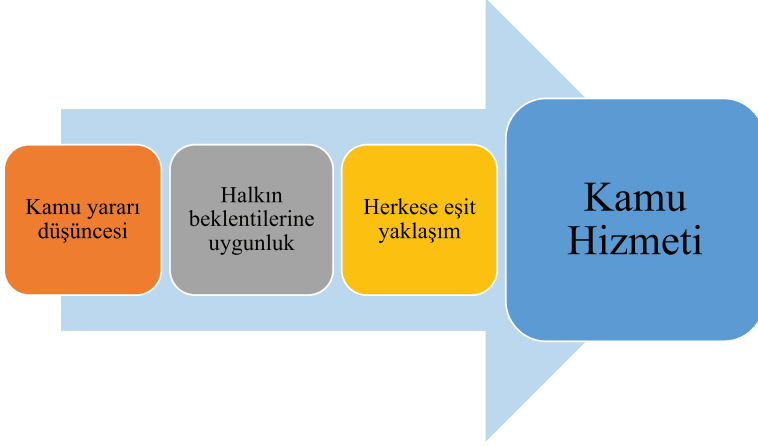 Kamu yararı
düşüncesi
Halkın
beklentilerine
uygunluk
Herkese eşit
yaklaşım
Kamu
Hizmeti